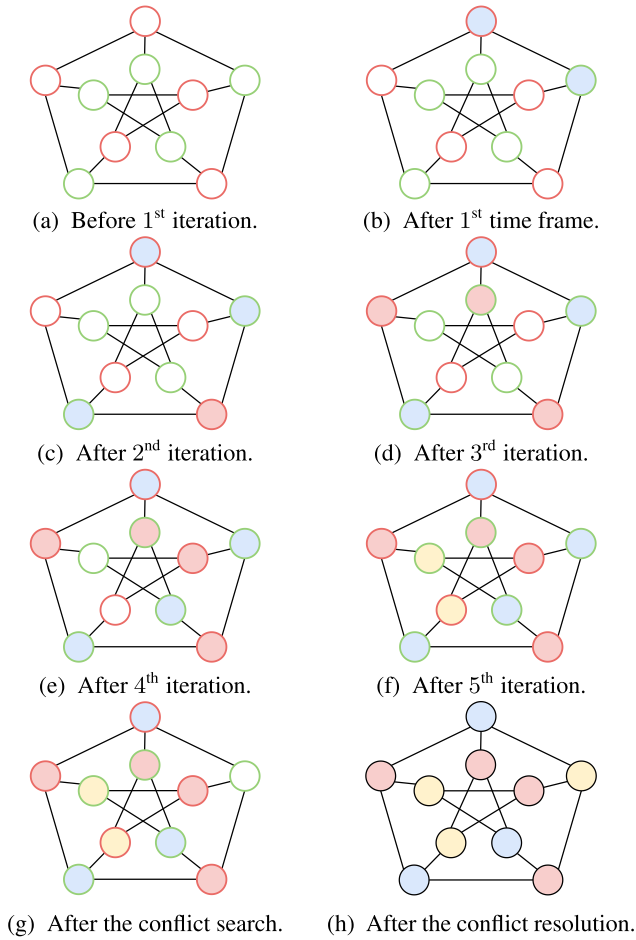 (a) Before 1st iteration.
(b) After 1st time frame.
(c) After 2nd iteration.
(d) After 3rd iteration.
(e) After 4th iteration.
(f) After 5th iteration.
(g) After the conflict search.
(h) After the conflict resolution.